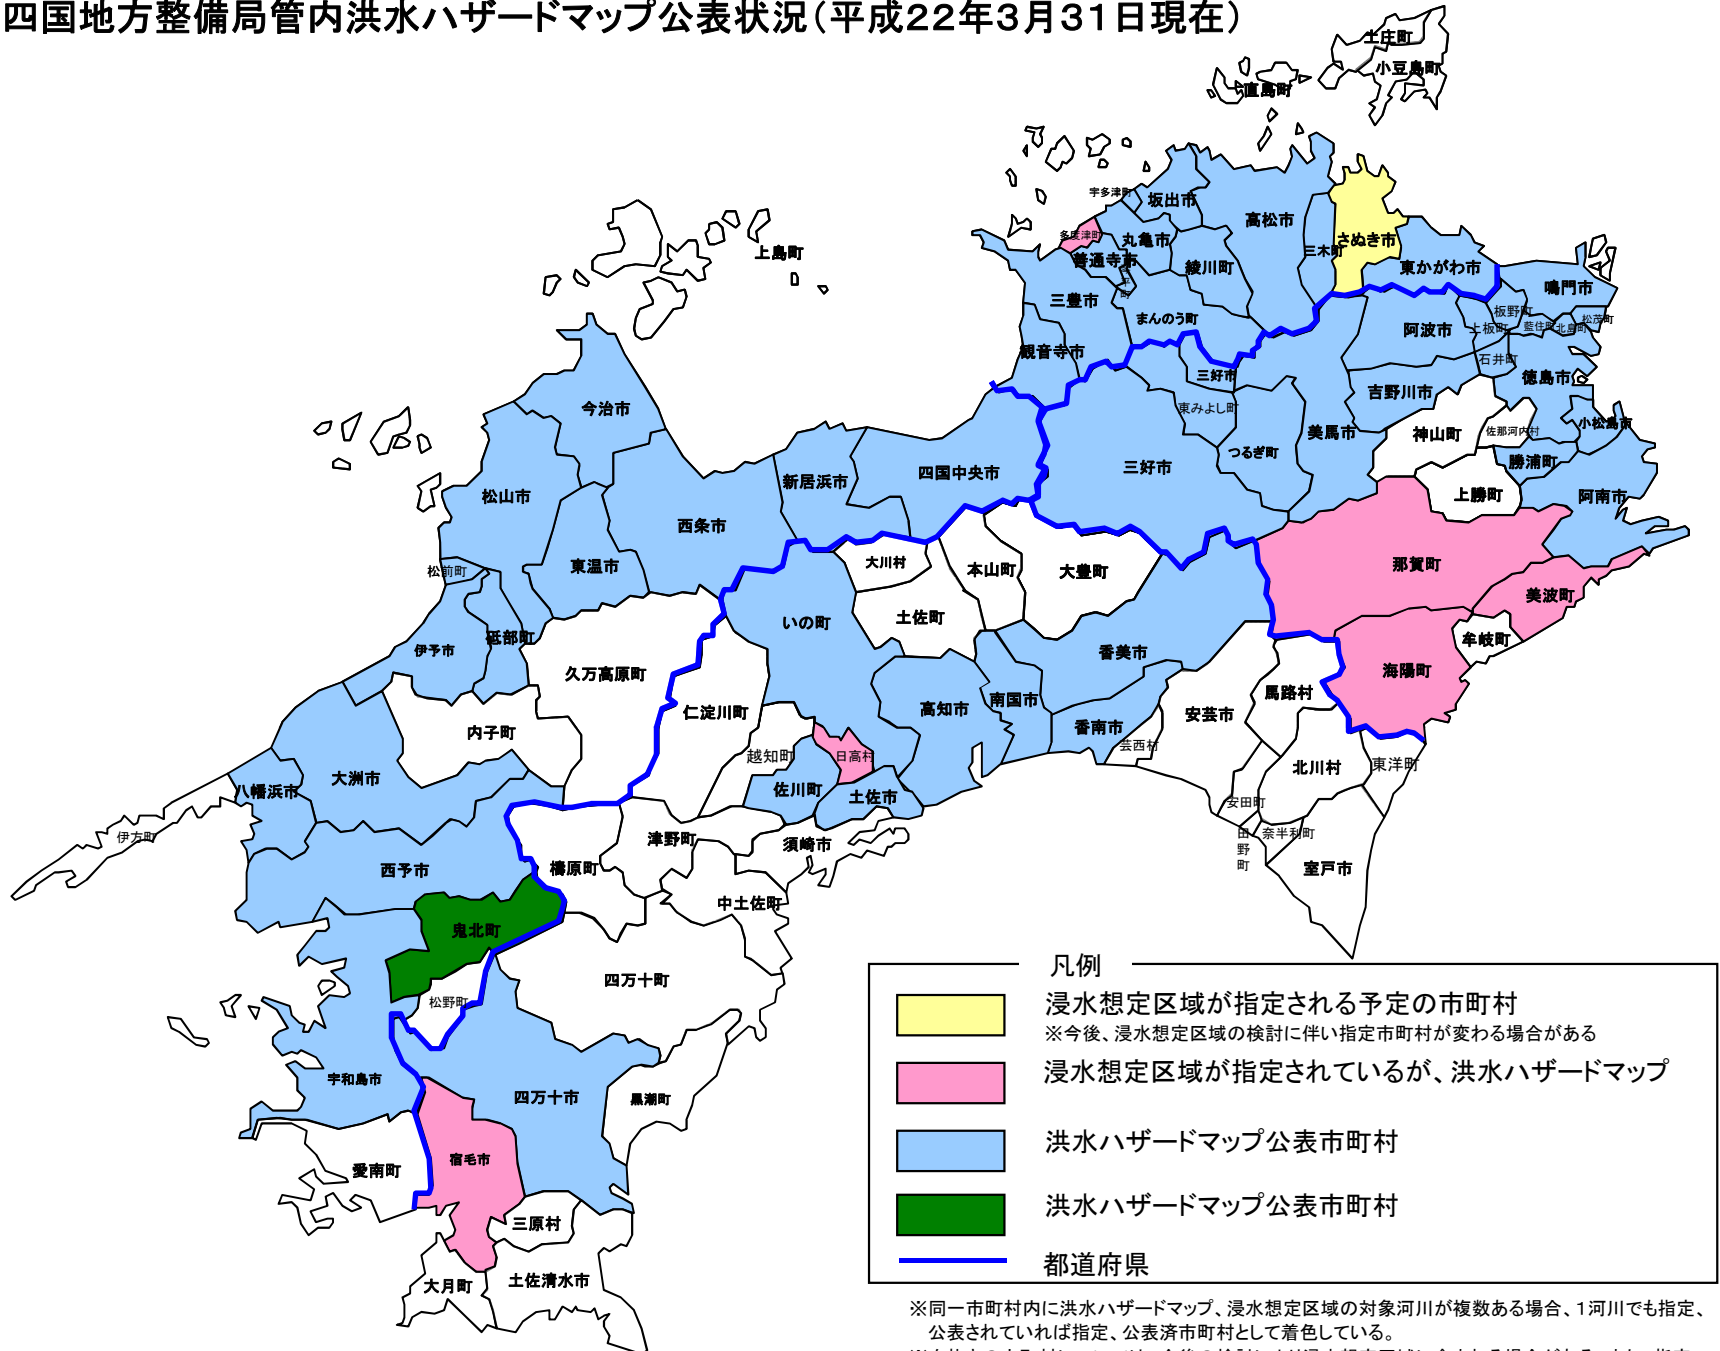 四国地方整備局管内洪水ハザードマップ公表状況(平成22年3月31日現在)
土庄町
小豆島町
直島町
宇多津町
坂出市
高松市
多度津町
丸亀市
さぬき市
三木町
善通寺市
綾川町
東かがわ市
上島町
三豊市
まんのう町
鳴門市
板野町
松茂町
藍住町
北島町
上板町
阿波市
観音寺市
石井町
三好市
徳島市
吉野川市
今治市
東みよし町
美馬市
神山町
佐那河内村
小松島市
つるぎ町
勝浦町
三好市
四国中央市
新居浜市
松山市
上勝町
阿南市
西条市
東温市
松前町
大川村
本山町
大豊町
那賀町
美波町
土佐町
いの町
砥部町
伊予市
牟岐町
香美市
久万高原町
海陽町
馬路村
南国市
高知市
仁淀川町
安芸市
香南市
内子町
芸西村
越知町
日高村
北川村
東洋町
大洲市
八幡浜市
佐川町
土佐市
安田町
伊方町
津野町
須崎市
田野町
奈半利町
檮原町
西予市
室戸市
中土佐町
鬼北町
四万十町
松野町
宇和島市
四万十市
黒潮町
宿毛市
愛南町
三原村
大月町
土佐清水市
凡例
浸水想定区域が指定される予定の市町村
※今後、浸水想定区域の検討に伴い指定市町村が変わる場合がある
浸水想定区域が指定されているが、洪水ハザードマップ
洪水ハザードマップ公表市町村
洪水ハザードマップ公表市町村
都道府県
※同一市町村内に洪水ハザードマップ、浸水想定区域の対象河川が複数ある場合、1河川でも指定、
公表されていれば指定、公表済市町村として着色している。